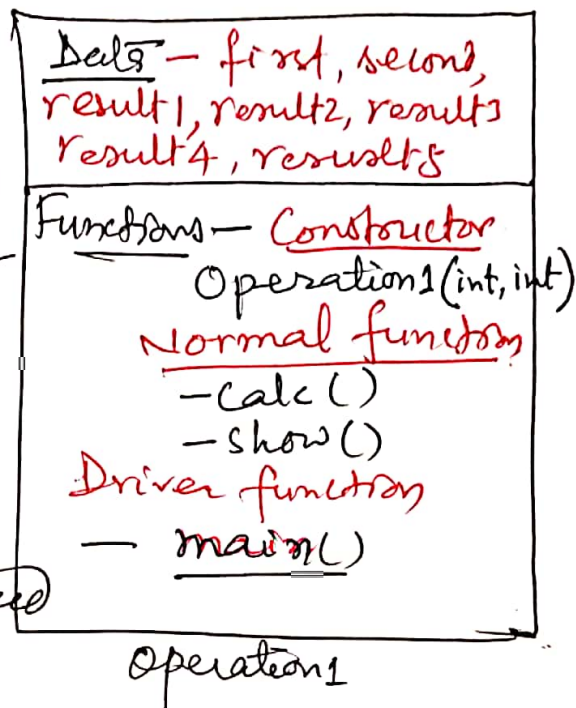 Data - first, second,
result1, result2, result3
result4, resuslt5
Functions - Constructor
Operation1(int, int)
Normal function
- calc()
- show()
Driver function
- main()
Operation1